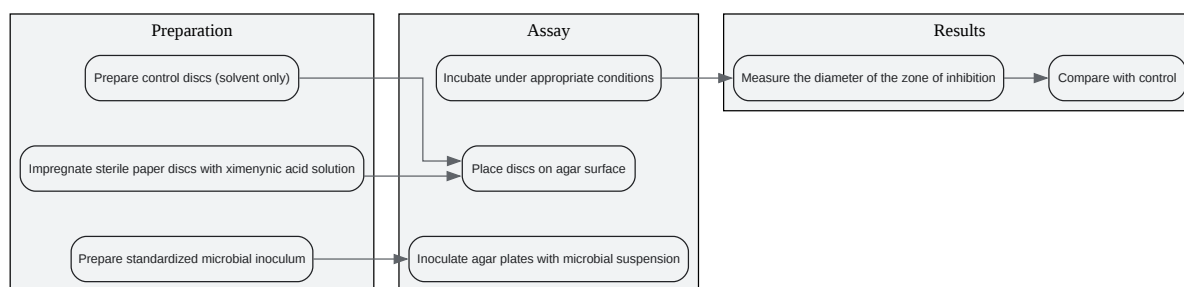 Preparation
Prepare control discs (solvent only)
Impregnate sterile paper discs with ximenynic acid solution
Prepare standardized microbial inoculum
Assay
Incubate under appropriate conditions
Place discs on agar surface
Inoculate agar plates with microbial suspension
Results
Measure the diameter of the zone of inhibition
Compare with control